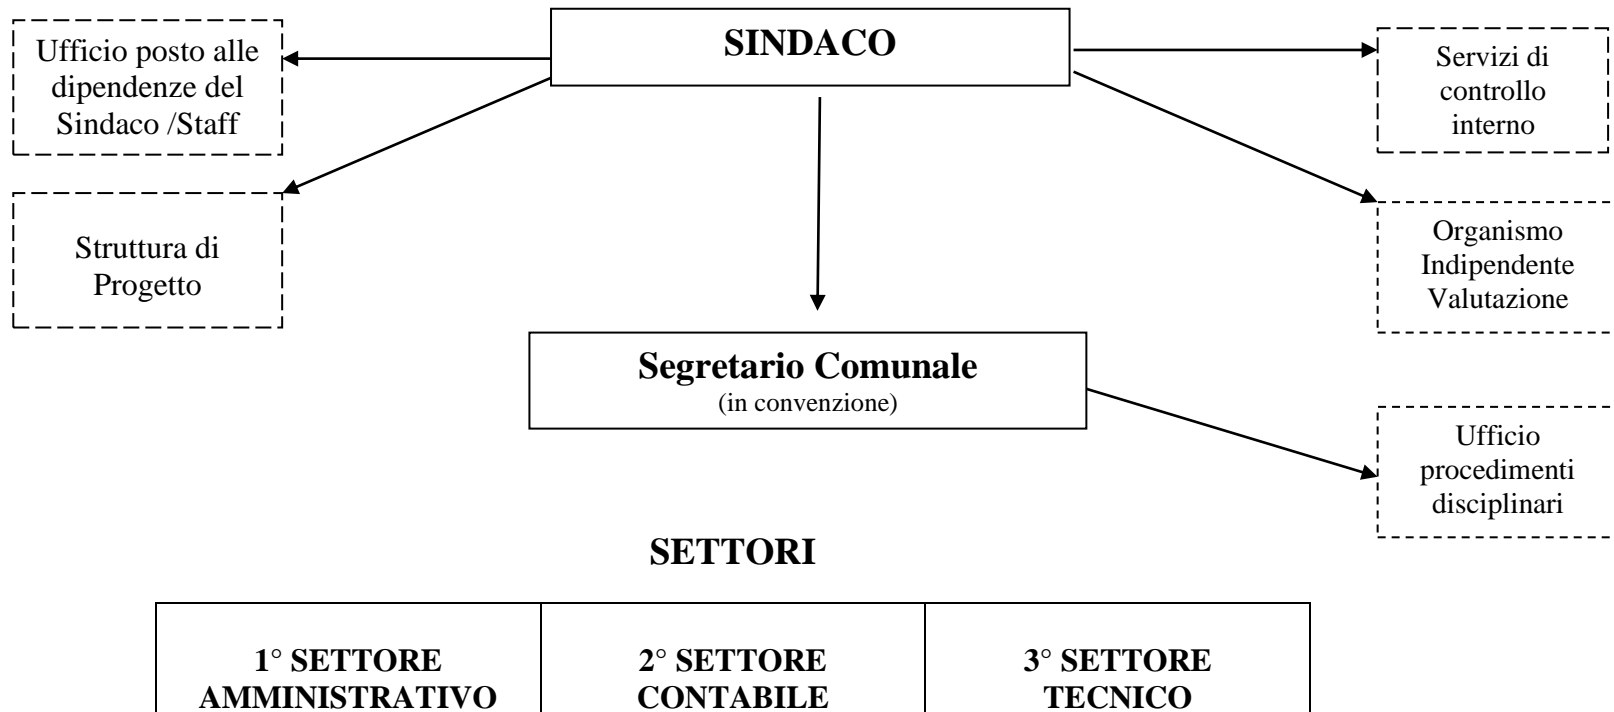 SINDACO
Ufficio posto alle
dipendenze del
Sindaco /Staff
Servizi di
controllo
interno
Struttura di
Progetto
Organismo
Indipendente
Valutazione
Segretario Comunale
(in convenzione)
Ufficio
procedimenti
disciplinari
SETTORI
1° SETTORE
AMMINISTRATIVO
2° SETTORE
CONTABILE
3° SETTORE
TECNICO